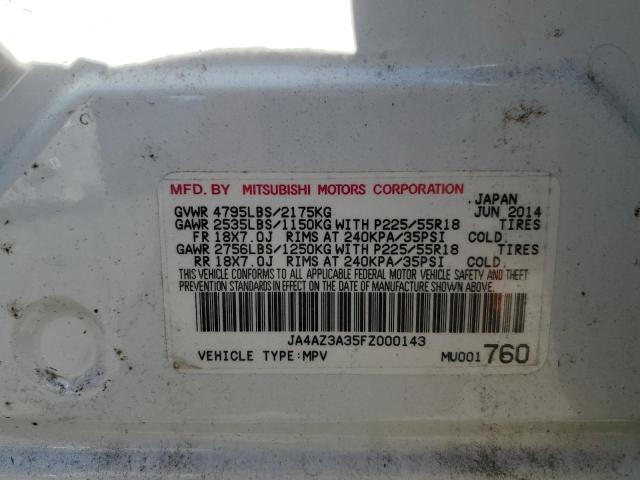 MFD. BY MITSUBISHI MOTORS CORPORATION
JAPAN
GVWR 4795LBS/2175KG JUN 2014
GAWR 2535LBS/1150KG WITH P225/55R18 TIRES
FR 18X7.0J RIMS AT 240KPA/35PSI COLD.
GAWR 2756LBS/1250KG WITH P225/55R18 TIRES
RR 18X7.0J RIMS AT 240KPA/35PSI COLD.
THIS VEHICLE CONFORMS TO ALL APPLICABLE FEDERAL MOTOR VEHICLE SAFETY AND THEFT
PREVENTION STANDARDS IN EFFECT ON THE DATE OF MANUFACTURE SHOWN ABOVE.
JA4AZ3A35FZ000143
VEHICLE TYPE:MPV MU001760